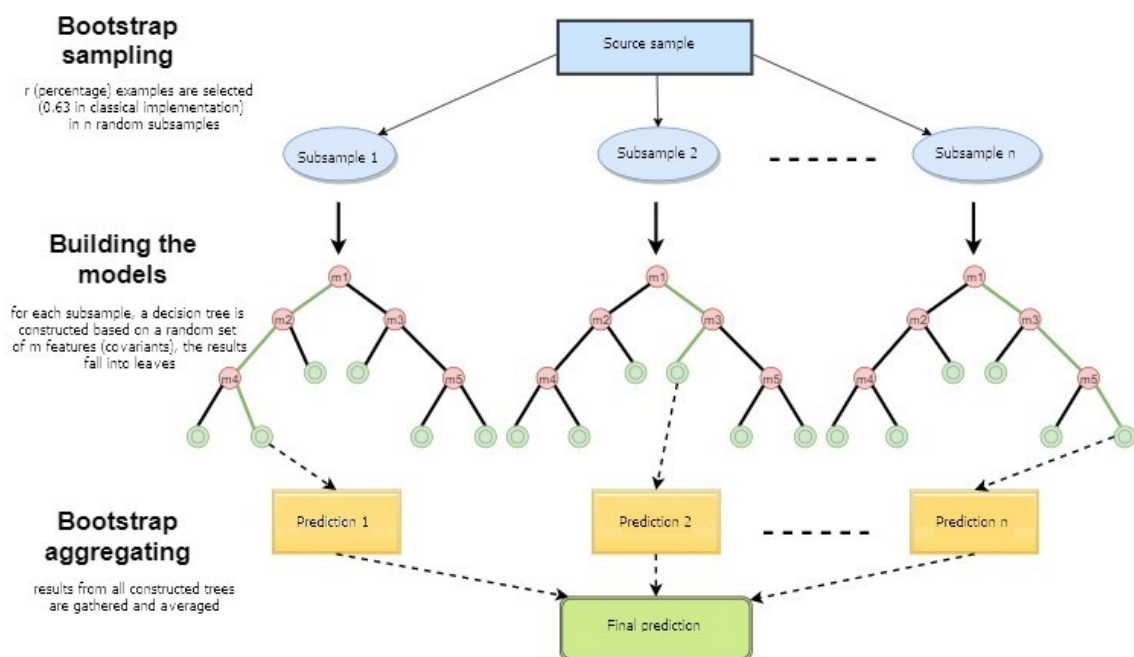 Bootstrap
sampling
r (percentage) examples are selected
(0.63 in classical implementation)
in n random subsamples
Source sample
Subsample 1
Subsample 2
Subsample n
Building the
models
for each subsample, a decision tree is
constructed based on a random set
of m features (covariants), the results
fall into leaves
m1
m2
m3
m4
m5
m1
m2
m3
m4
m5
m1
m2
m3
m4
m5
Bootstrap
aggregating
results from all constructed trees
are gathered and averaged
Prediction 1
Prediction 2
Prediction n
Final prediction